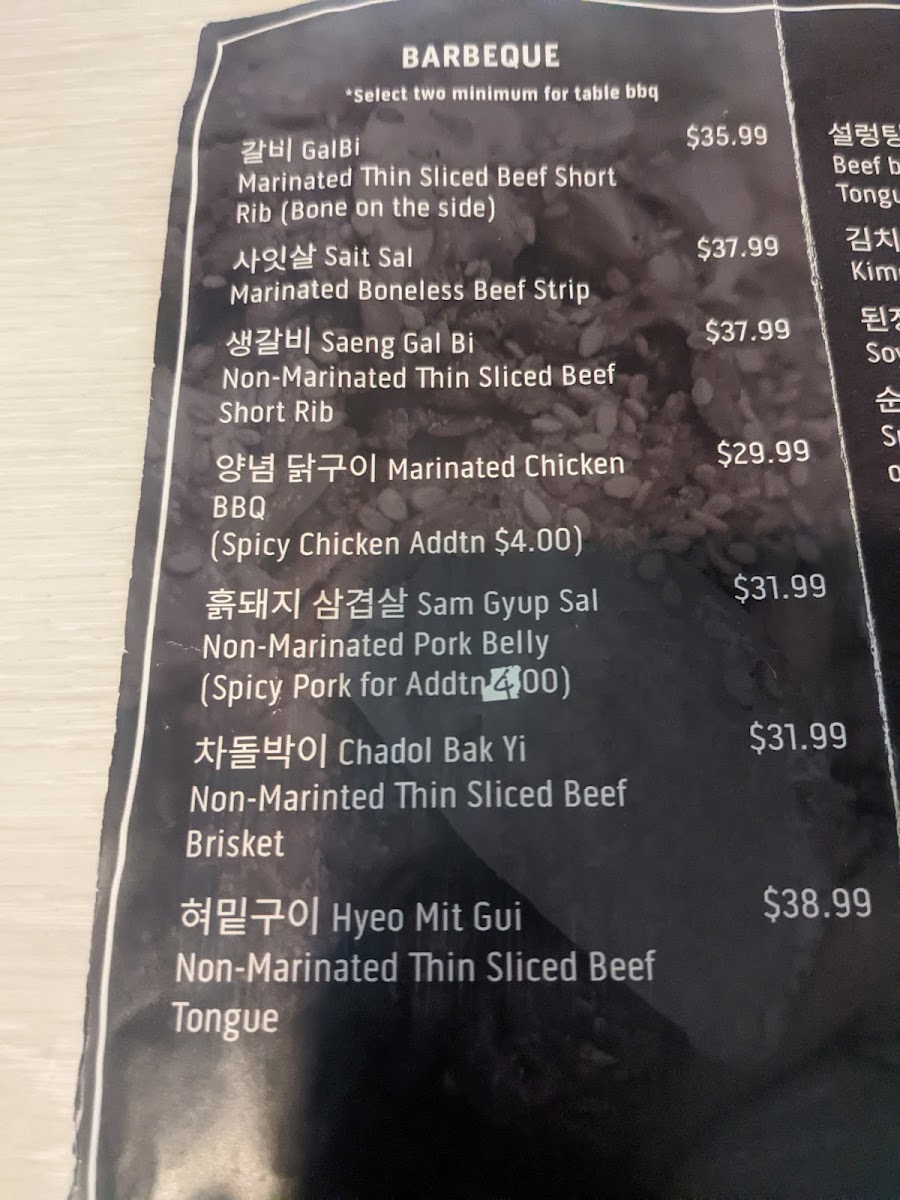 BARBEQUE
*Select two minimum for table bbq
갈비 GalBi $35.99
Marinated Thin Sliced Beef Short
Rib (Bone on the side)
사잇살 Sait Sal $37.99
Marinated Boneless Beef Strip
생갈비 Saeng Gal Bi $37.99
Non-Marinated Thin Sliced Beef
Short Rib
양념 닭구이 Marinated Chicken $29.99
BBQ
(Spicy Chicken Addtn $4.00)
흙돼지 삼겹살 Sam Gyup Sal $31.99
Non-Marinated Pork Belly
(Spicy Pork for Addtn 4.00)
차돌박이 Chadol Bak Yi $31.99
Non-Marinted Thin Sliced Beef
Brisket
혀밑구이 Hyeo Mit Gui $38.99
Non-Marinated Thin Sliced Beef
Tongue
설렁탕
Beef
김치